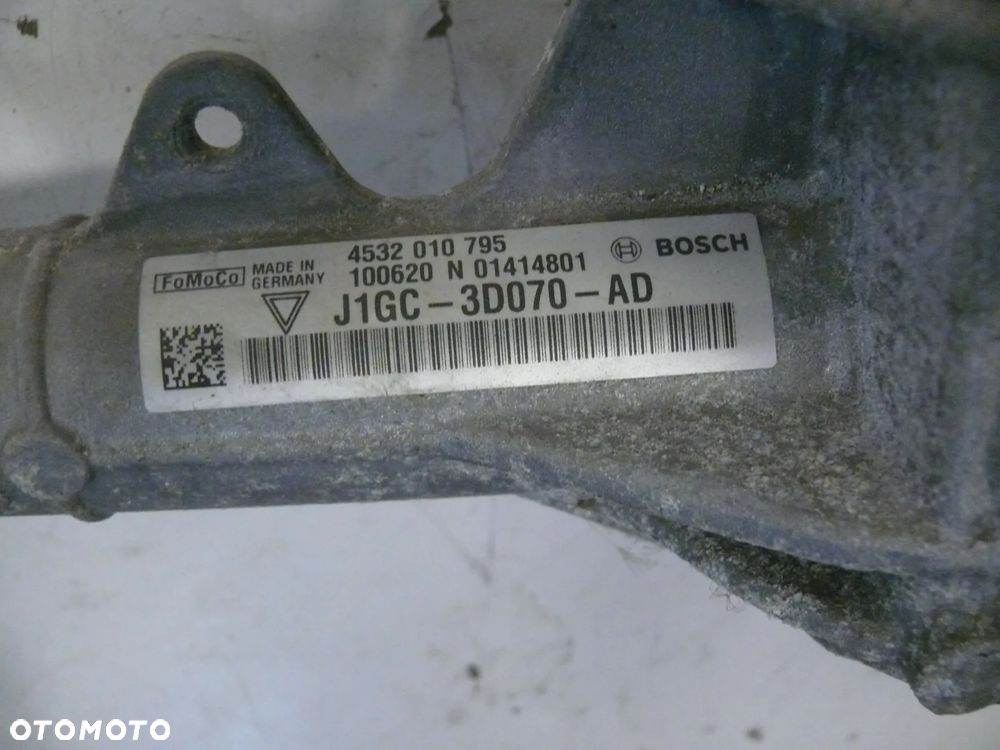 4532 010 795
BOSCH
FoMoCo MADE IN GERMANY
100620 N 01414801
J1GC-3D070-AD
OTOMOTO